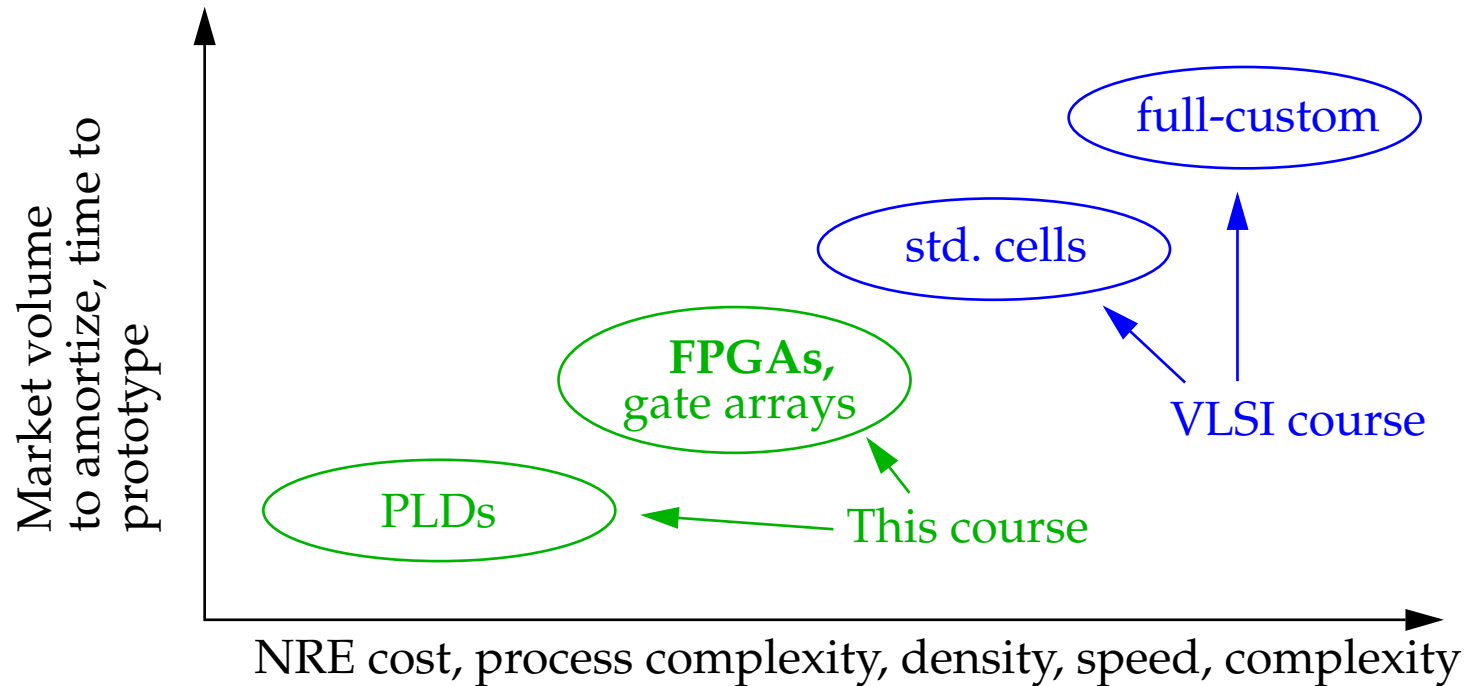 Market volume
to amortize, time to
prototype
full-custom
std. cells
FPGAs,
gate arrays
VLSI course
PLDs
This course
NRE cost, process complexity, density, speed, complexity